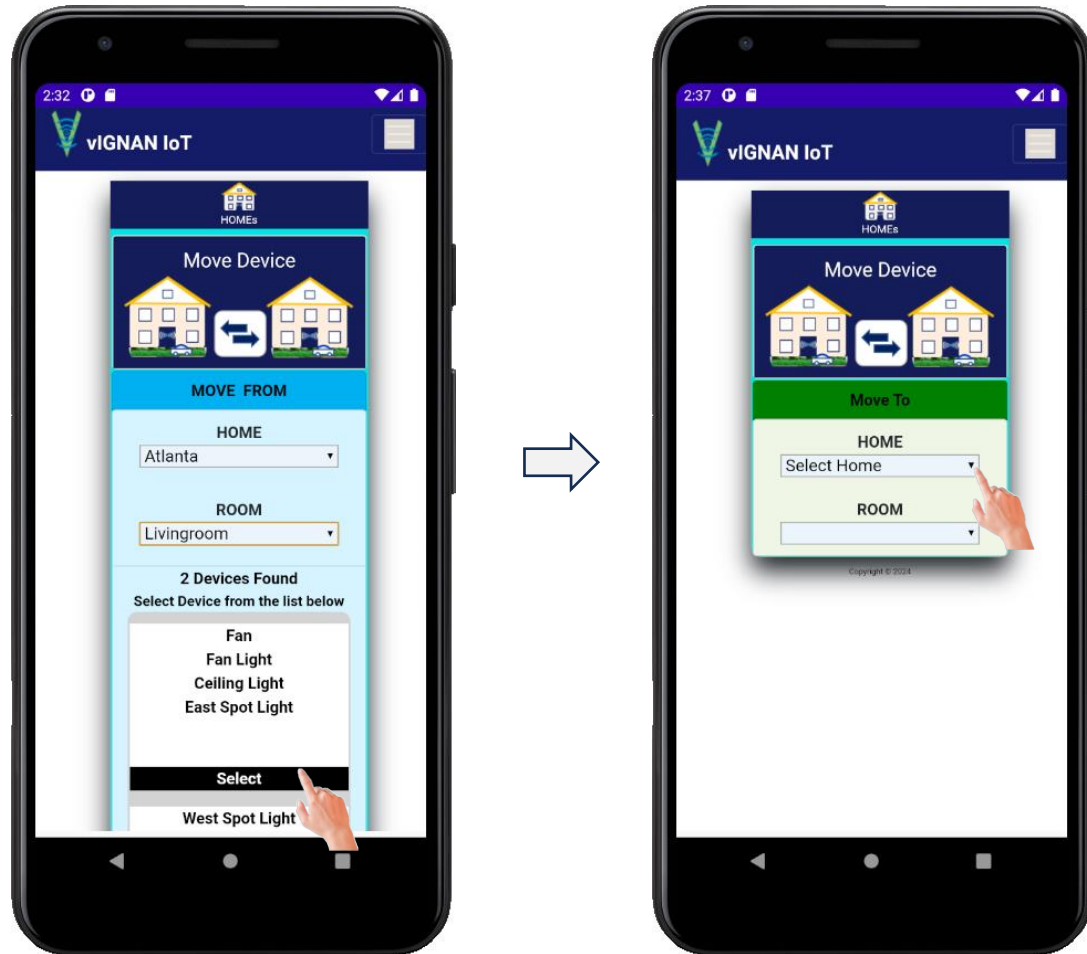 2:32
vIGNAN IoT
HOMEs
Move Device
MOVE FROM
HOME
Atlanta
ROOM
Livingroom
2 Devices Found
Select Device from the list below
Fan
Fan Light
Ceiling Light
East Spot Light
Select
West Spot Light
2:37
vIGNAN IoT
HOMEs
Move Device
Move To
HOME
Select Home
ROOM
Copyright © 2024